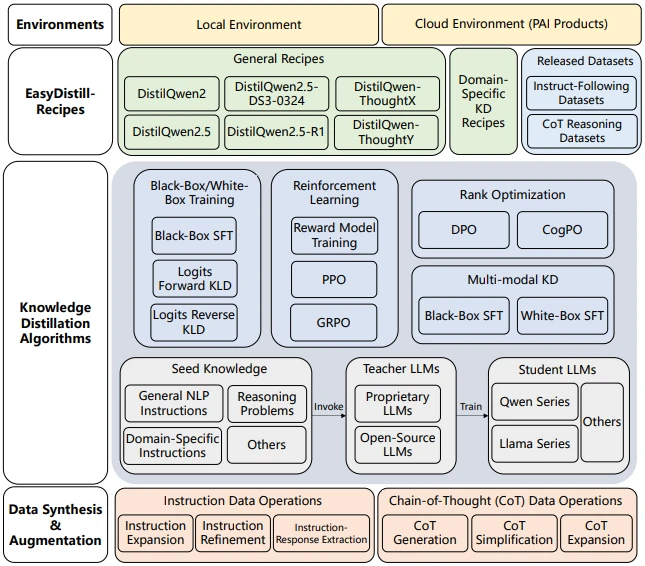 Environments
Local Environment
Cloud Environment (PAI Products)
EasyDistill-
Recipes
General Recipes
DistilQwen2
DistilQwen2.5-
DS3-0324
DistilQwen-
ThoughtX
DistilQwen2.5
DistilQwen2.5-R1
DistilQwen-
ThoughtY
Domain-
Specific
KD
Recipes
Released Datasets
Instruct-Following
Datasets
CoT Reasoning
Datasets
Knowledge
Distillation
Algorithms
Black-Box/White-
Box Training
Black-Box SFT
Logits
Forward KLD
Logits Reverse
KLD
Reinforcement
Learning
Reward Model
Training
PPO
GRPO
Rank Optimization
DPO
CogPO
Multi-modal KD
Black-Box SFT
White-Box SFT
Seed Knowledge
General NLP
Instructions
Reasoning
Problems
Domain-Specific
Instructions
Others
Invoke
Teacher LLMs
Proprietary
LLMs
Open-Source
LLMs
Train
Student LLMs
Qwen Series
Llama Series
Others
Data Synthesis
&
Augmentation
Instruction Data Operations
Instruction
Expansion
Instruction
Refinement
Instruction-
Response Extraction
Chain-of-Thought (CoT) Data Operations
CoT
Generation
CoT
Simplification
CoT
Expansion